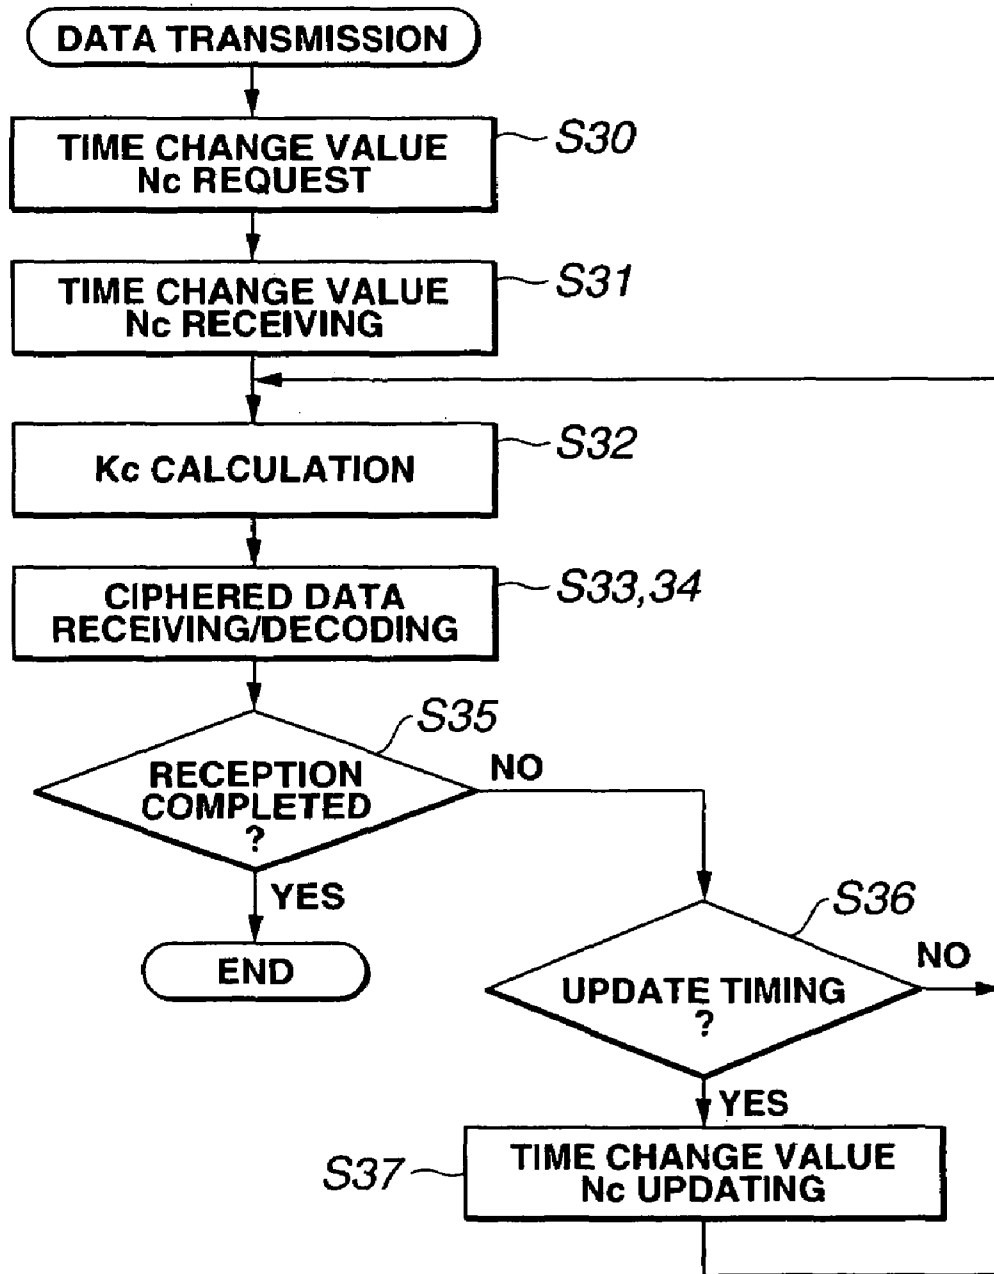 DATA TRANSMISSION
TIME CHANGE VALUE
Nc REQUEST
S30
TIME CHANGE VALUE
Nc RECEIVING
S31
Kc CALCULATION
S32
CIPHERED DATA
RECEIVING/DECODING
S33,34
S35
RECEPTION
COMPLETED
?
NO
YES
END
S36
UPDATE TIMING
?
NO
YES
S37
TIME CHANGE VALUE
Nc UPDATING